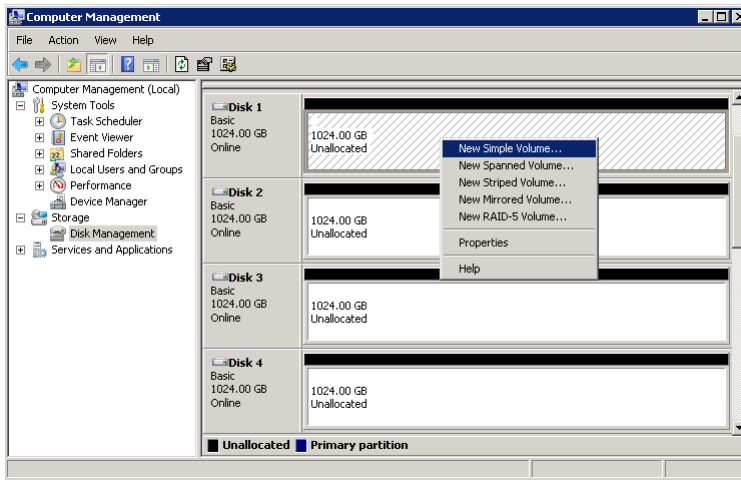 Computer Management
File Action View Help
Computer Management (Local)
System Tools
Task Scheduler
Event Viewer
Shared Folders
Local Users and Groups
Performance
Device Manager
Storage
Disk Management
Services and Applications
Disk 1
Basic
1024.00 GB
Online
1024.00 GB
Unallocated
New Simple Volume...
New Spanned Volume...
New Striped Volume...
New Mirrored Volume...
New RAID-5 Volume...
Properties
Help
Disk 2
Basic
1024.00 GB
Online
1024.00 GB
Unallocated
Disk 3
Basic
1024.00 GB
Online
1024.00 GB
Unallocated
Disk 4
Basic
1024.00 GB
Online
1024.00 GB
Unallocated
Unallocated Primary partition